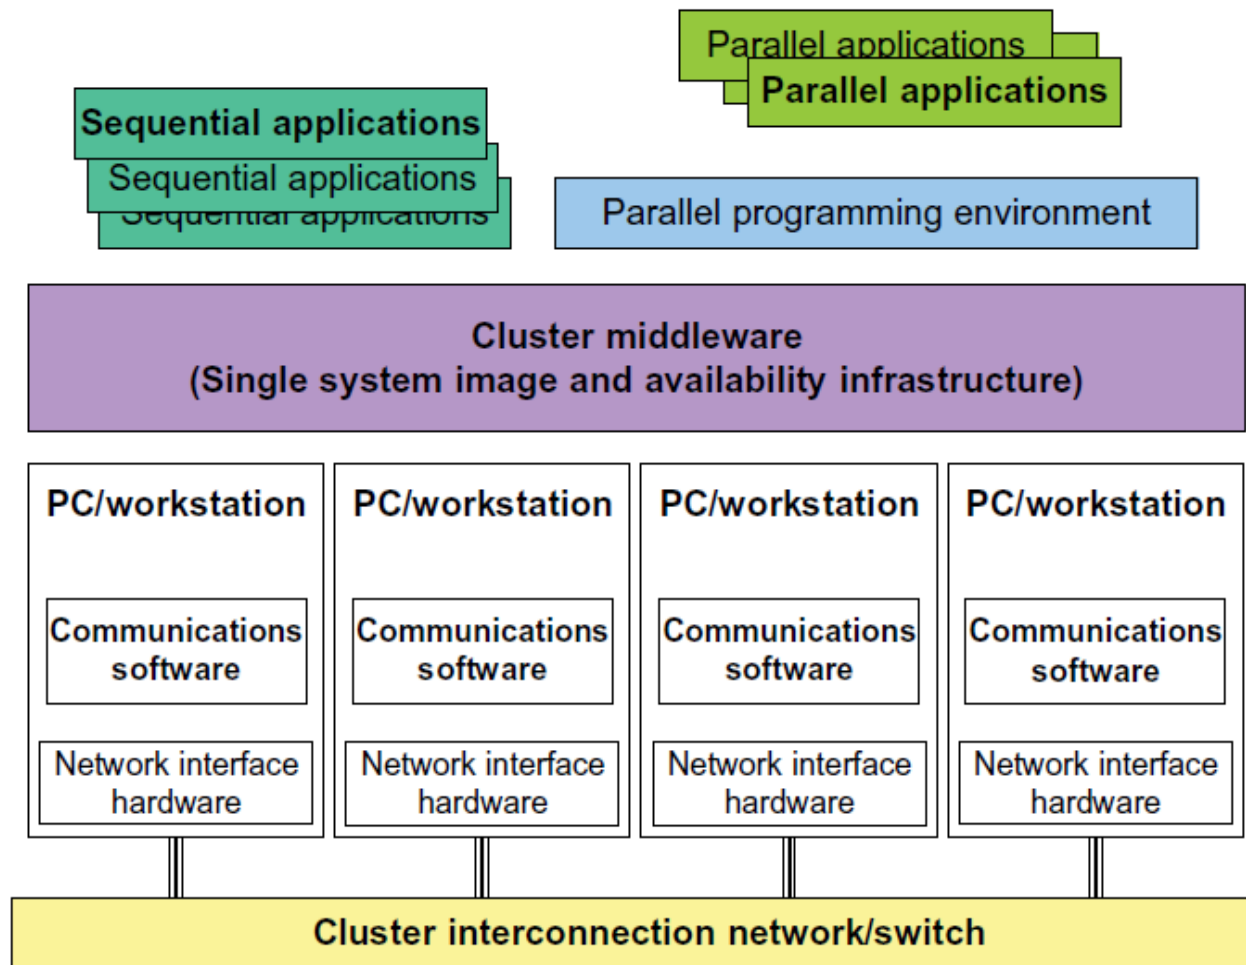 Parallel applications
Parallel applications
Sequential applications
Sequential applications
Sequential applications
Parallel programming environment
Cluster middleware
(Single system image and availability infrastructure)
PC/workstation
PC/workstation
PC/workstation
PC/workstation
Communications
software
Communications
software
Communications
software
Communications
software
Network interface
hardware
Network interface
hardware
Network interface
hardware
Network interface
hardware
Cluster interconnection network/switch